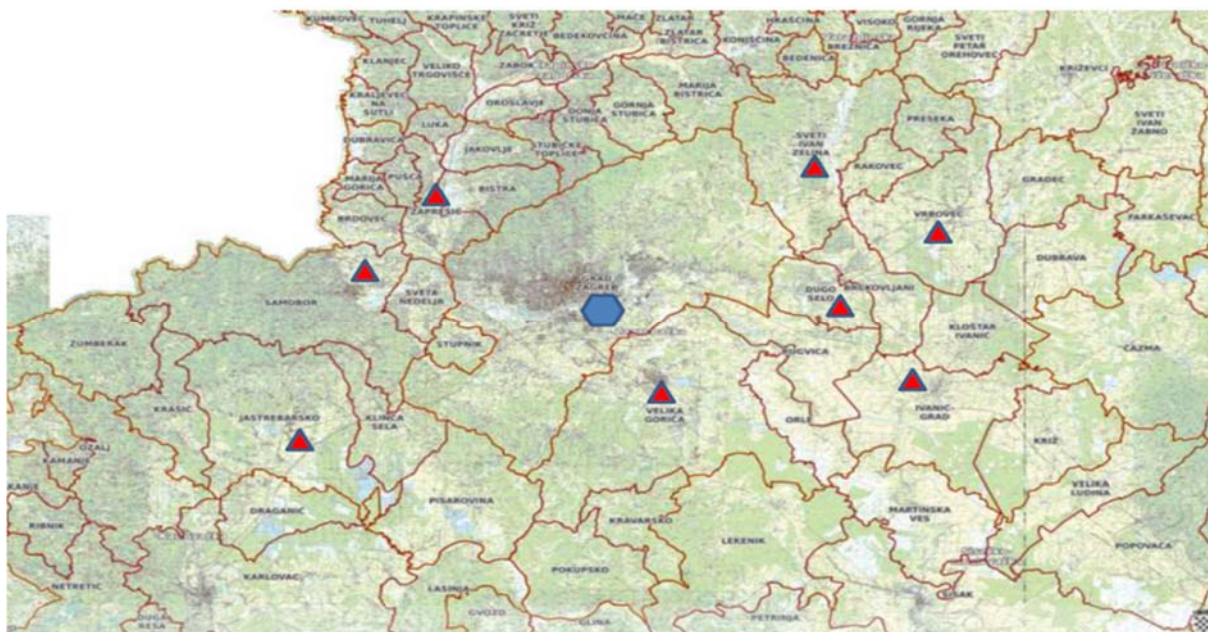 KUMROVEC
TUHELJ
KRAPINSKE
TOPLICE
SVETI
KRIŽ
ZAČRETJE
BEDEKOVČINA
MAČE
ZLATAR
ZLATAR
BISTRICA
KONJŠČINA
HRAŠĆINA
BREZNICA
VISOKO
GORNJA
RIJEKA
SVETI
PETAR
OREHOVEC
KRIŽEVCI
KLANJEC
VELIKO
TRGOVIŠĆE
ZABOK
BEDENICA
KRALJEVEC
NA
SUTLI
OROSLAVJE
DONJA
STUBICA
GORNJA
STUBICA
MARIJA
BISTRICA
PRESEKA
SVETI
IVAN
ŽABNO
DUBRAVICA
LUKA
JAKOVLJE
STUBIČKE
TOPLICE
SVETI
IVAN
ZELINA
RAKOVEC
MARIJA
GORICA
PUŠĆA
BISTRA
GRADEC
BRDOVEC
ZAPREŠIĆ
VRBOVEC
FARKAŠEVAC
DUBRAVA
SAMOBOR
SVETA
NEDELJA
GRAD
ZAGREB
DUGO
SELO
BRCKOVLJANI
ŽUMBERAK
STUPNIK
KLOŠTAR
IVANIĆ
ČAZMA
RUGVICA
KRAŠIĆ
JASTREBARSKO
KLINČA
SELA
VELIKA
GORICA
ORLE
IVANIĆ-
GRAD
KRIŽ
OZALJ
KAMANJE
VELIKA
LUDINA
RIBNIK
DRAGANIĆ
PISAROVINA
KRAVARSKO
MARTINSKA
VES
LEKENIK
POPOVAČA
NETRETIĆ
KARLOVAC
LASINJA
POKUPSKO
SISAK
DUGA
RESA
GVOZD
GLINA
PETRINJA